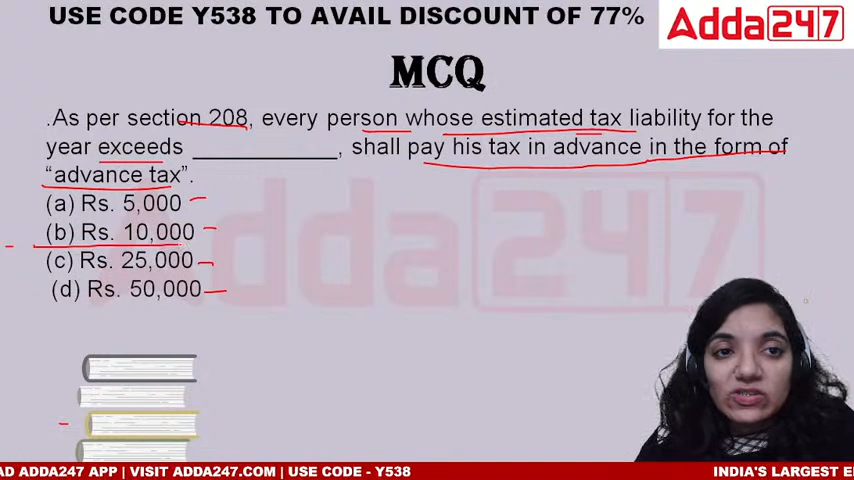 USE CODE Y538 TO AVAIL DISCOUNT OF 77%
Adda247
MCQ
.As per section 208, every person whose estimated tax liability for the
year exceeds ____________, shall pay his tax in advance in the form of
“advance tax”.
(a) Rs. 5,000
(b) Rs. 10,000
(c) Rs. 25,000
(d) Rs. 50,000
Adda247
AD ADDA247 APP | VISIT ADDA247.COM | USE CODE - Y538
INDIA'S LARGEST E